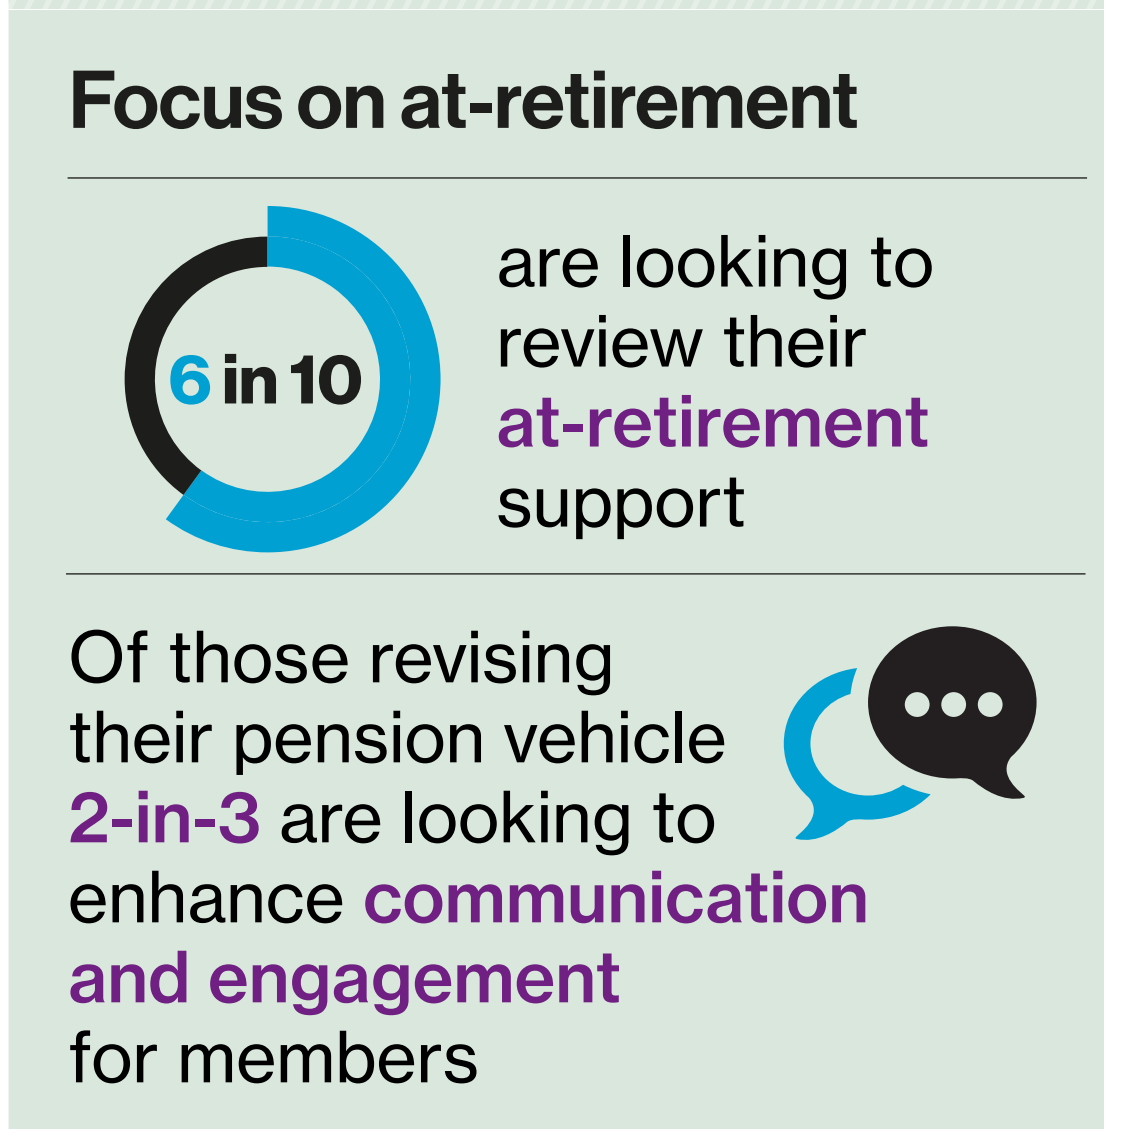 Focus on at-retirement
6 in 10
are looking to
review their
at-retirement
support
Of those revising
their pension vehicle
2-in-3 are looking to
enhance communication
and engagement
for members